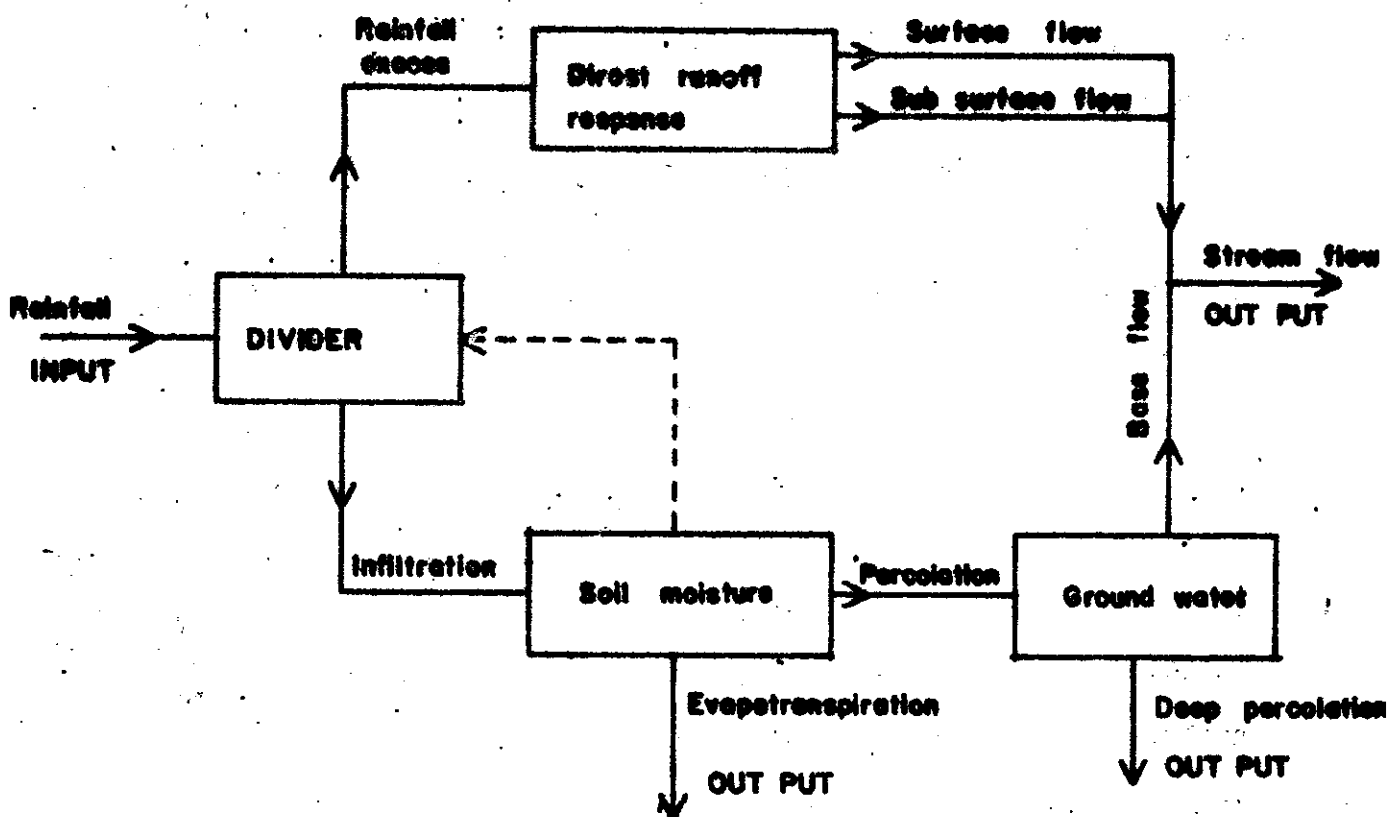 Rainfall
exces
Direct runoff
response
Surface flow
Sub surface flow
Rainfall
INPUT
DIVIDER
Stream flow
OUT PUT
Base flow
Infiltration
Soil moisture
Percolation
Ground water
Evapotranspiration
OUT PUT
Deep percolation
OUT PUT